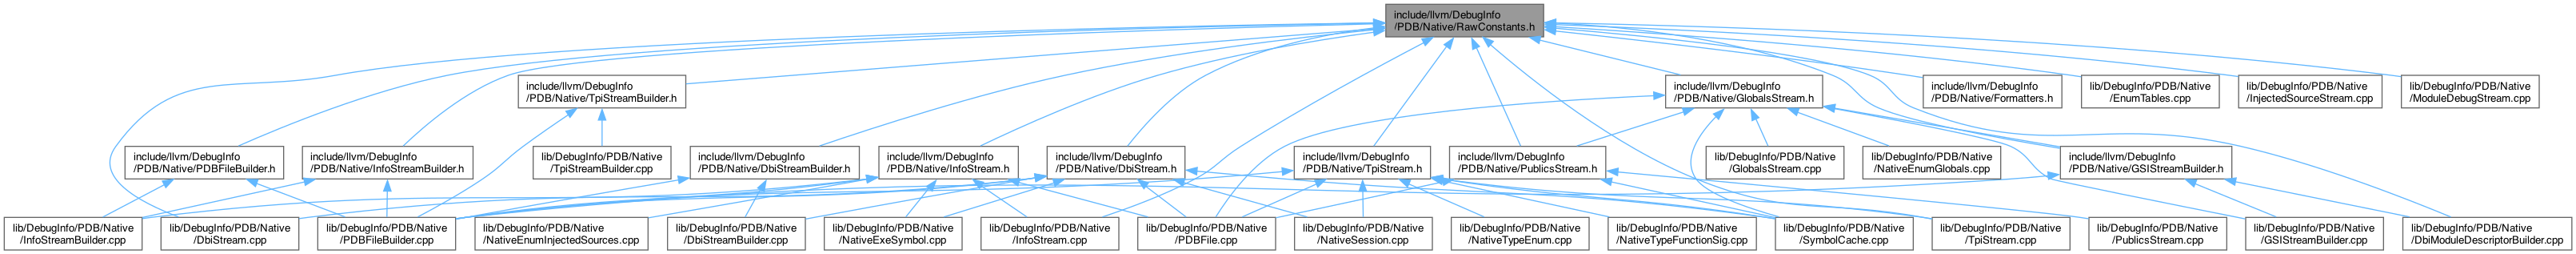 include/llvm/DebugInfo
/PDB/Native/RawConstants.h
include/llvm/DebugInfo
/PDB/Native/TpiStreamBuilder.h
include/llvm/DebugInfo
/PDB/Native/GlobalsStream.h
include/llvm/DebugInfo
/PDB/Native/Formatters.h
lib/DebugInfo/PDB/Native
/EnumTables.cpp
lib/DebugInfo/PDB/Native
/InjectedSourceStream.cpp
lib/DebugInfo/PDB/Native
/ModuleDebugStream.cpp
include/llvm/DebugInfo
/PDB/Native/PDBFileBuilder.h
include/llvm/DebugInfo
/PDB/Native/InfoStreamBuilder.h
lib/DebugInfo/PDB/Native
/TpiStreamBuilder.cpp
include/llvm/DebugInfo
/PDB/Native/DbiStreamBuilder.h
include/llvm/DebugInfo
/PDB/Native/InfoStream.h
include/llvm/DebugInfo
/PDB/Native/DbiStream.h
include/llvm/DebugInfo
/PDB/Native/TpiStream.h
include/llvm/DebugInfo
/PDB/Native/PublicsStream.h
lib/DebugInfo/PDB/Native
/GlobalsStream.cpp
lib/DebugInfo/PDB/Native
/NativeEnumGlobals.cpp
include/llvm/DebugInfo
/PDB/Native/GSIStreamBuilder.h
lib/DebugInfo/PDB/Native
/InfoStreamBuilder.cpp
lib/DebugInfo/PDB/Native
/DbiStream.cpp
lib/DebugInfo/PDB/Native
/PDBFileBuilder.cpp
lib/DebugInfo/PDB/Native
/NativeEnumInjectedSources.cpp
lib/DebugInfo/PDB/Native
/DbiStreamBuilder.cpp
lib/DebugInfo/PDB/Native
/NativeExeSymbol.cpp
lib/DebugInfo/PDB/Native
/InfoStream.cpp
lib/DebugInfo/PDB/Native
/PDBFile.cpp
lib/DebugInfo/PDB/Native
/NativeSession.cpp
lib/DebugInfo/PDB/Native
/NativeTypeEnum.cpp
lib/DebugInfo/PDB/Native
/NativeTypeFunctionSig.cpp
lib/DebugInfo/PDB/Native
/SymbolCache.cpp
lib/DebugInfo/PDB/Native
/TpiStream.cpp
lib/DebugInfo/PDB/Native
/PublicsStream.cpp
lib/DebugInfo/PDB/Native
/GSIStreamBuilder.cpp
lib/DebugInfo/PDB/Native
/DbiModuleDescriptorBuilder.cpp